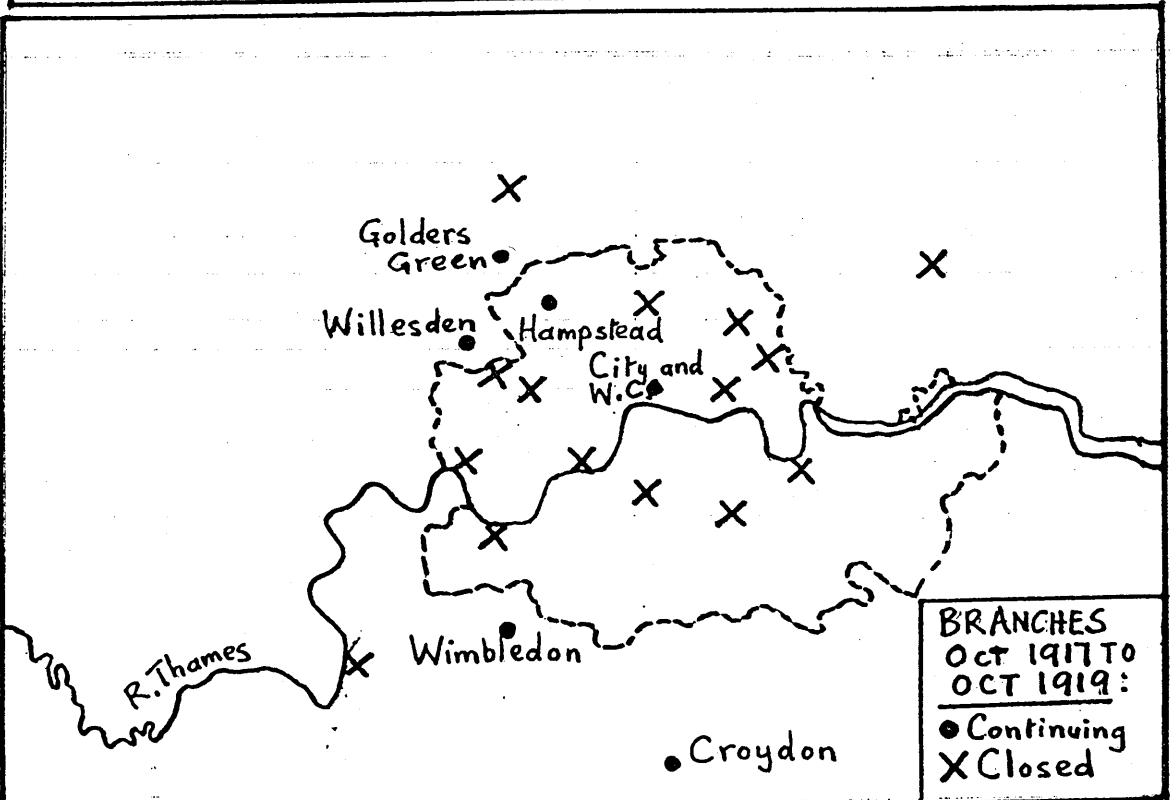 Golders
Green
Willesden
Hampstead
City and
W.C.
R. Thames
Wimbledon
Croydon
BRANCHES
Oct 1917 TO
OCT 1919:
Continuing
Closed